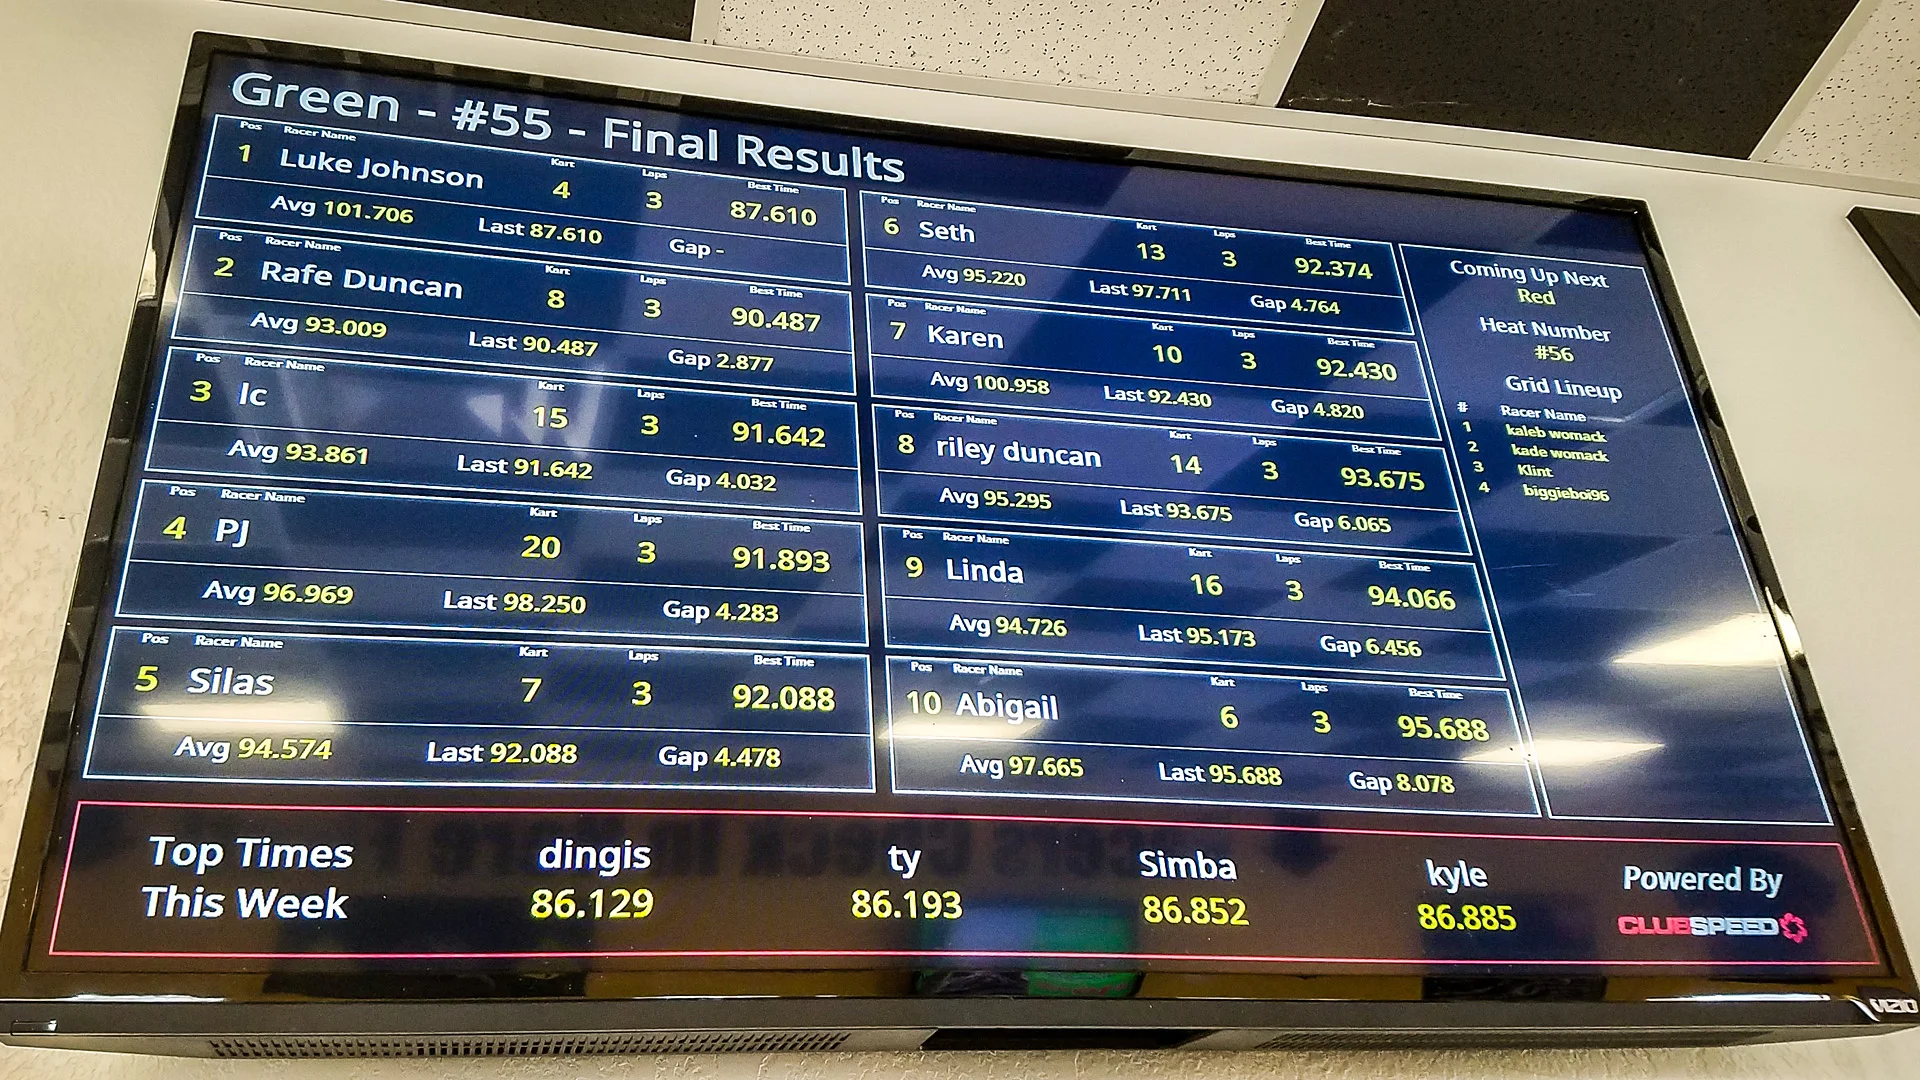 Green - #55 - Final Results
Pos Racer Name Kart Laps Best Time
1 Luke Johnson 4 3 87.610
Avg 101.706 Last 87.610 Gap -
Pos Racer Name Kart Laps Best Time
2 Rafe Duncan 8 3 90.487
Avg 93.009 Last 90.487 Gap 2.877
Pos Racer Name Kart Laps Best Time
3 lc 15 3 91.642
Avg 93.861 Last 91.642 Gap 4.032
Pos Racer Name Kart Laps Best Time
4 PJ 20 3 91.893
Avg 96.969 Last 98.250 Gap 4.283
Pos Racer Name Kart Laps Best Time
5 Silas 7 3 92.088
Avg 94.574 Last 92.088 Gap 4.478
Pos Racer Name Kart Laps Best Time
6 Seth 13 3 92.374
Avg 95.220 Last 97.711 Gap 4.764
Pos Racer Name Kart Laps Best Time
7 Karen 10 3 92.430
Avg 100.958 Last 92.430 Gap 4.820
Pos Racer Name Kart Laps Best Time
8 riley duncan 14 3 93.675
Avg 95.295 Last 93.675 Gap 6.065
Pos Racer Name Kart Laps Best Time
9 Linda 16 3 94.066
Avg 94.726 Last 95.173 Gap 6.456
Pos Racer Name Kart Laps Best Time
10 Abigail 6 3 95.688
Avg 97.665 Last 95.688 Gap 8.078
Coming Up Next
Red
Heat Number
#56
Grid Lineup
# Racer Name
1 kaleb womack
2 kade womack
3 Klint
4 biggieboi96
Top Times dingis ty Simba kyle Powered By
This Week 86.129 86.193 86.852 86.885 CLUBSPEED
VIZIO